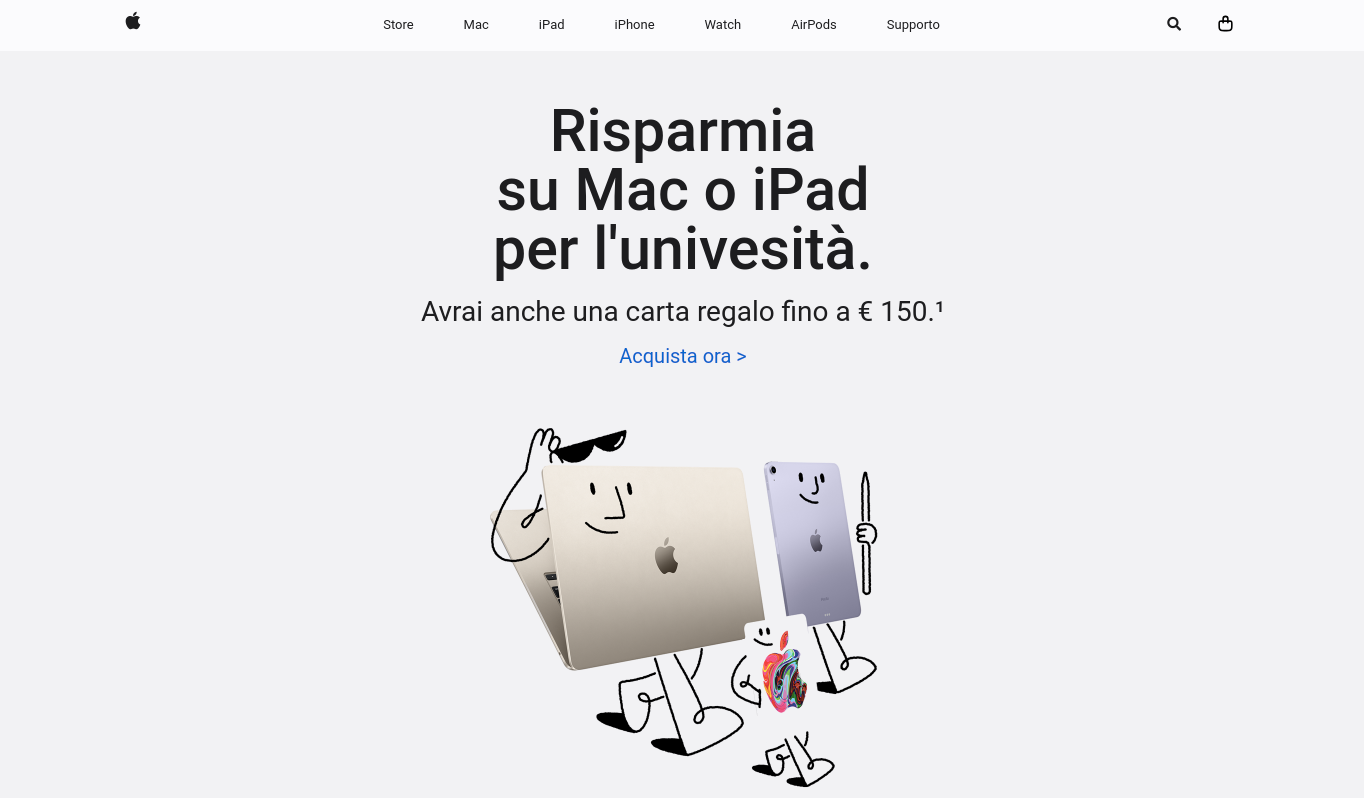 Store
Mac
iPad
iPhone
Watch
AirPods
Supporto
Risparmia
su Mac o iPad
per l'univesità.
Avrai anche una carta regalo fino a € 150.¹
Acquista ora >